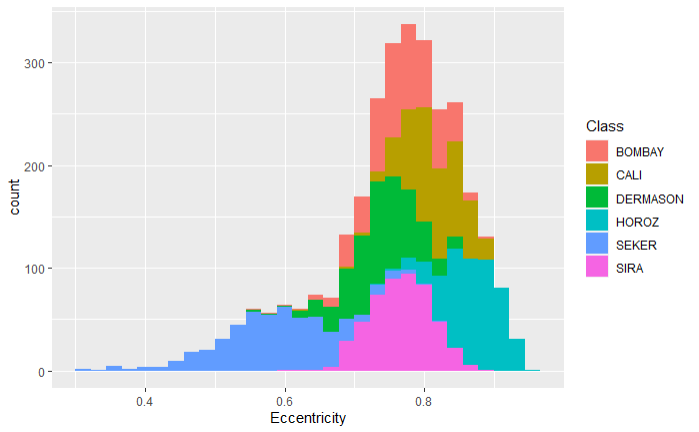 300
200
100
0
count
0.4
0.6
0.8
Eccentricity
Class
BOMBAY
CALI
DERMASON
HOROZ
SEKER
SIRA